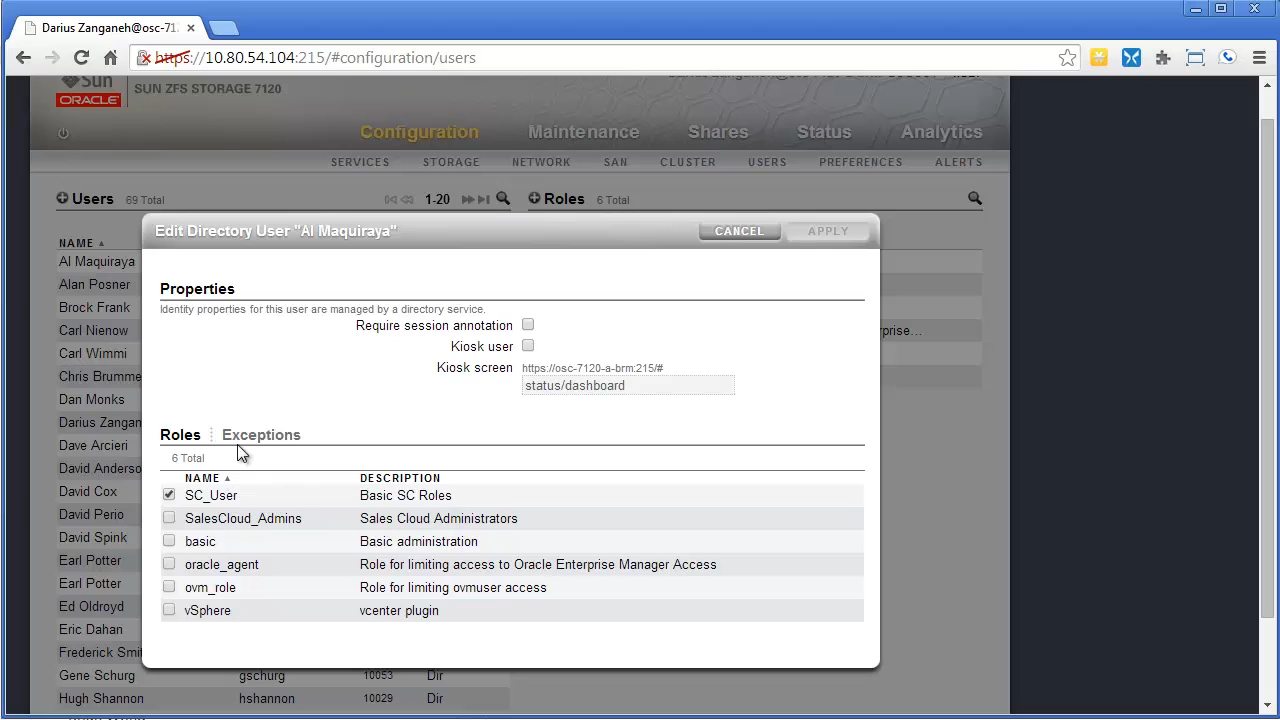 Darius Zanganeh@osc-71
https://10.80.54.104:215/#configuration/users
Sun
ORACLE
SUN ZFS STORAGE 7120
Configuration Maintenance Shares Status Analytics
SERVICES STORAGE NETWORK SAN CLUSTER USERS PREFERENCES ALERTS
Users 69 Total 1-20 Roles 6 Total
Edit Directory User "Al Maquiraya" CANCEL APPLY
NAME
Al Maquiraya
Alan Posner
Brock Frank
Carl Nienow
Carl Wimmi
Chris Brumme
Dan Monks
Darius Zangan
Dave Arcieri
David Anderso
David Cox
David Perio
David Spink
Earl Potter
Earl Potter
Ed Oldroyd
Eric Dahan
Frederick Smi
Gene Schurg gschurg 10053 Dir
Hugh Shannon hshannon 10029 Dir
Properties
Identity properties for this user are managed by a directory service.
Require session annotation
Kiosk user
Kiosk screen https://osc-7120-a-brm:215/#
status/dashboard
Roles Exceptions
6 Total
NAME DESCRIPTION
SC_User Basic SC Roles
SalesCloud_Admins Sales Cloud Administrators
basic Basic administration
oracle_agent Role for limiting access to Oracle Enterprise Manager Access
ovm_role Role for limiting ovmuser access
vSphere vcenter plugin
erprise...